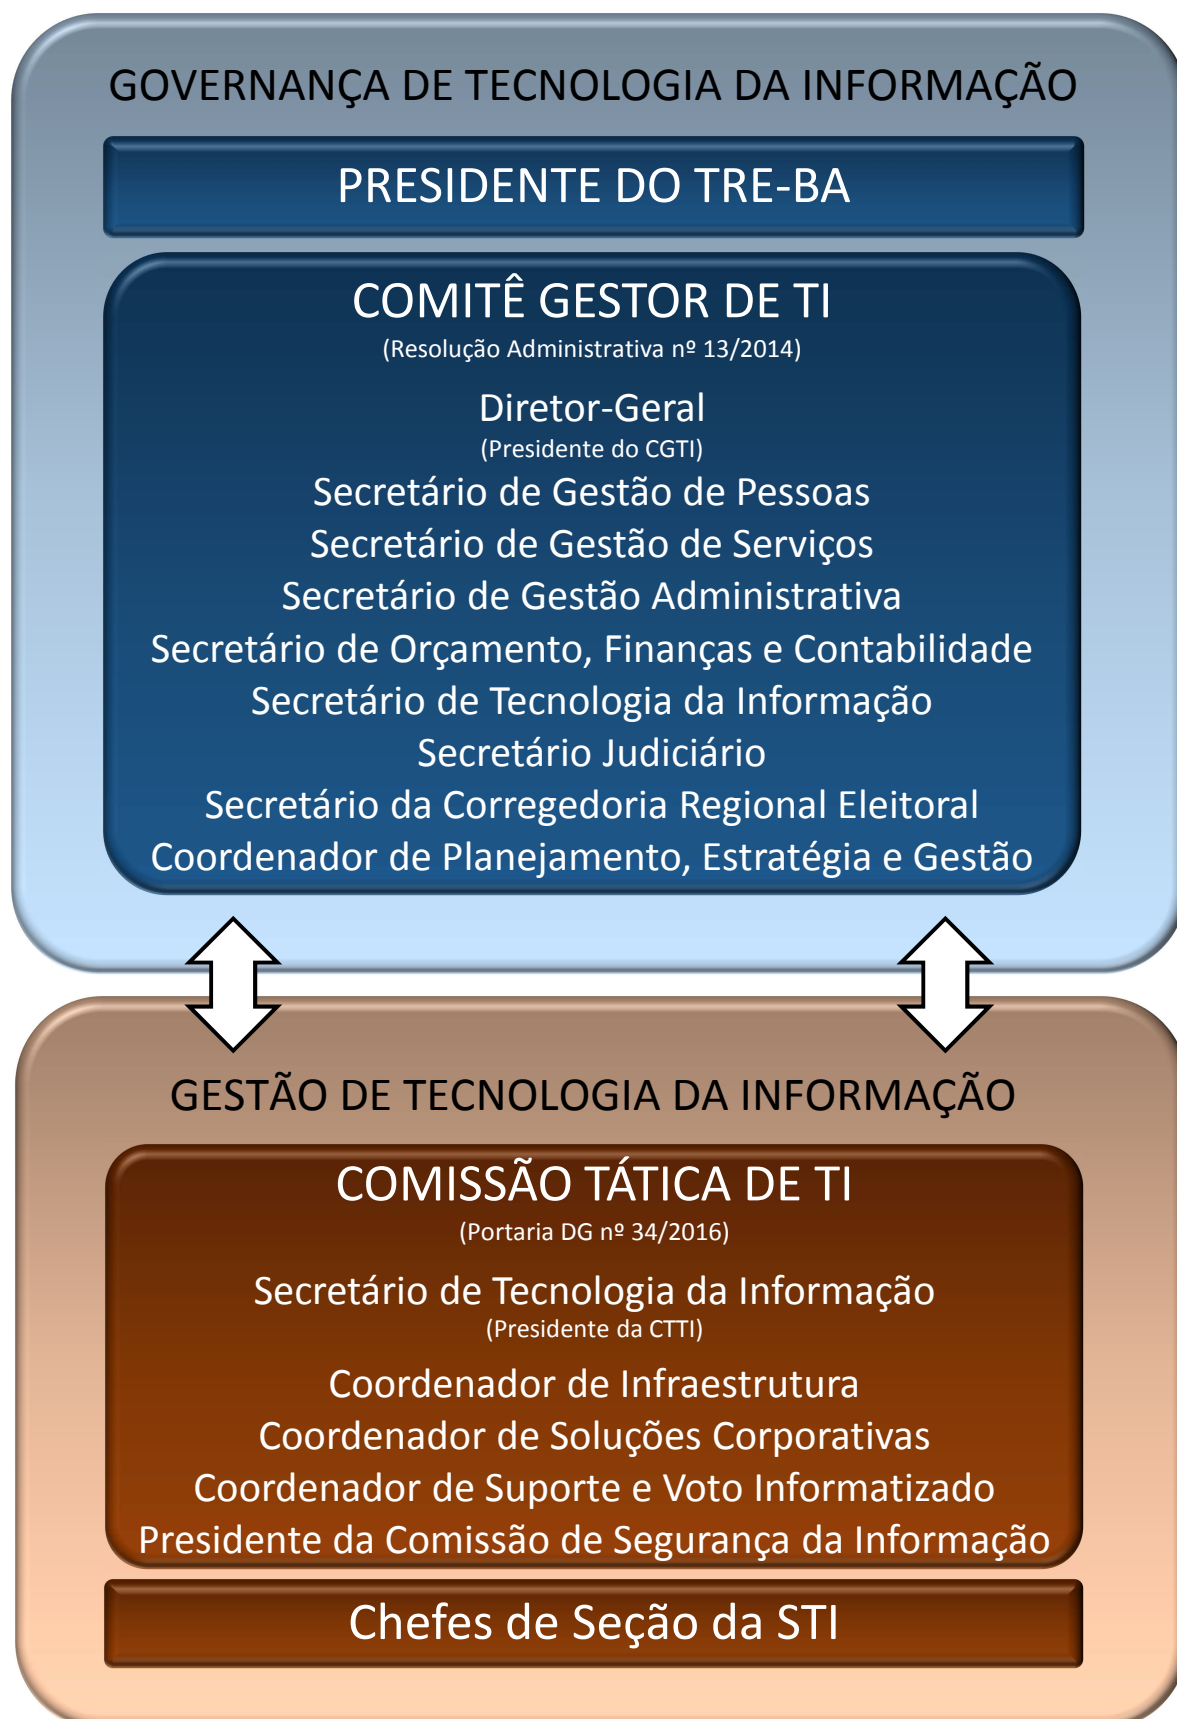 GOVERNANÇA DE TECNOLOGIA DA INFORMAÇÃO
PRESIDENTE DO TRE-BA
COMITÊ GESTOR DE TI
(Resolução Administrativa nº 13/2014)
Diretor-Geral
(Presidente do CGTI)
Secretário de Gestão de Pessoas
Secretário de Gestão de Serviços
Secretário de Gestão Administrativa
Secretário de Orçamento, Finanças e Contabilidade
Secretário de Tecnologia da Informação
Secretário Judiciário
Secretário da Corregedoria Regional Eleitoral
Coordenador de Planejamento, Estratégia e Gestão
GESTÃO DE TECNOLOGIA DA INFORMAÇÃO
COMISSÃO TÁTICA DE TI
(Portaria DG nº 34/2016)
Secretário de Tecnologia da Informação
(Presidente da CTTI)
Coordenador de Infraestrutura
Coordenador de Soluções Corporativas
Coordenador de Suporte e Voto Informatizado
Presidente da Comissão de Segurança da Informação
Chefes de Seção da STI